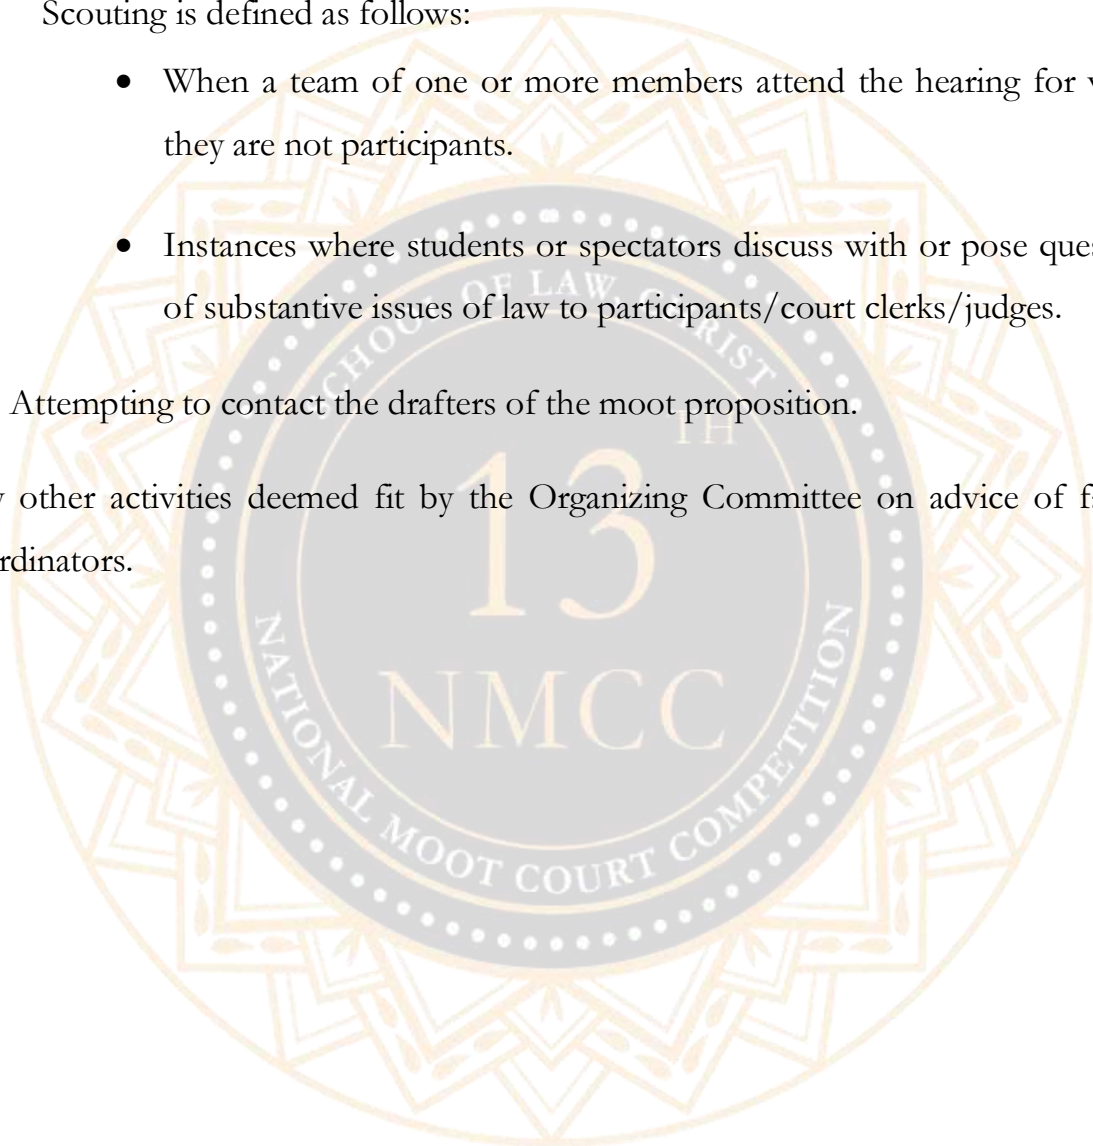 Scouting is defined as follows:
• When a team of one or more members attend the hearing for
they are not participants.
• Instances where students or spectators discuss with or pose
of substantive issues of law to participants/court clerks/judges.
Attempting to contact the drafters of the moot proposition.
other activities deemed fit by the Organizing Committee on advice of
rdinators.
SCHOOL OF LAW, CHRIST
13TH
NMCC
NATIONAL MOOT COURT COMPETITION